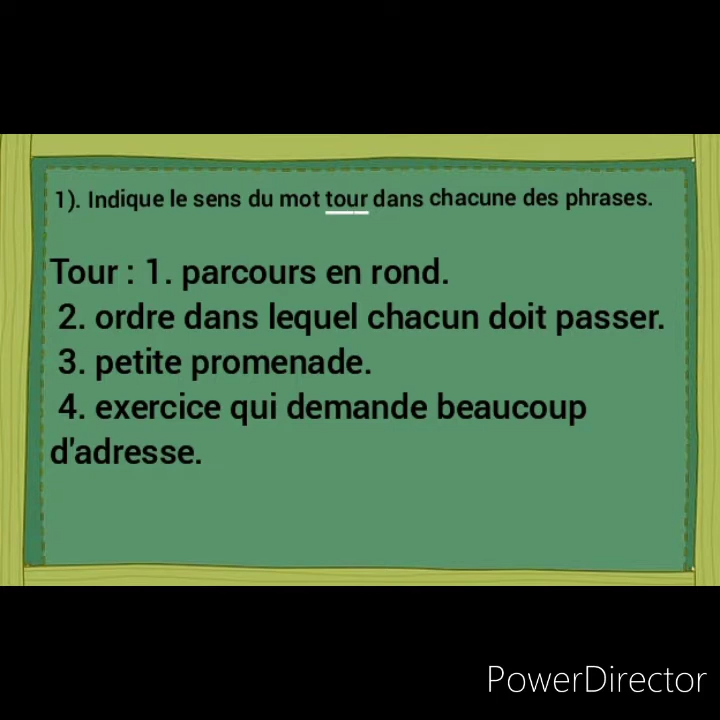 1). Indique le sens du mot tour dans chacune des phrases.
Tour : 1. parcours en rond.
2. ordre dans lequel chacun doit passer.
3. petite promenade.
4. exercice qui demande beaucoup
d'adresse.
PowerDirector